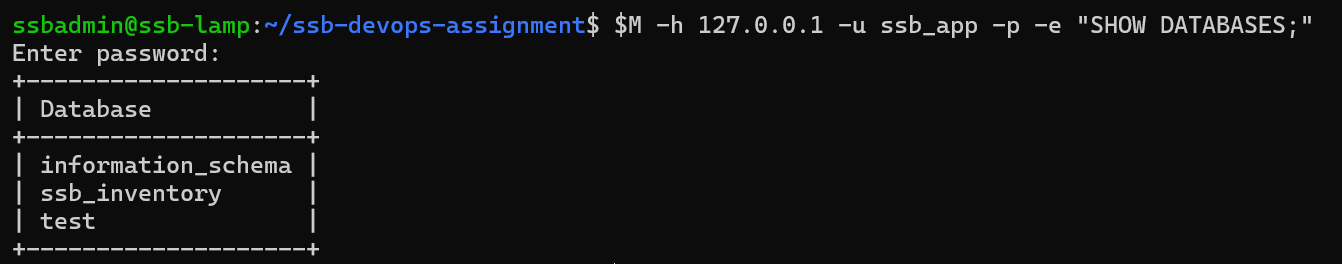 ssbadmin@ssb-lamp:~/ssb-devops-assignment$ $M -h 127.0.0.1 -u ssb_app -p -e "SHOW DATABASES;"
Enter password:
+--------------------+
| Database           |
+--------------------+
| information_schema |
| ssb_inventory      |
| test               |
+--------------------+